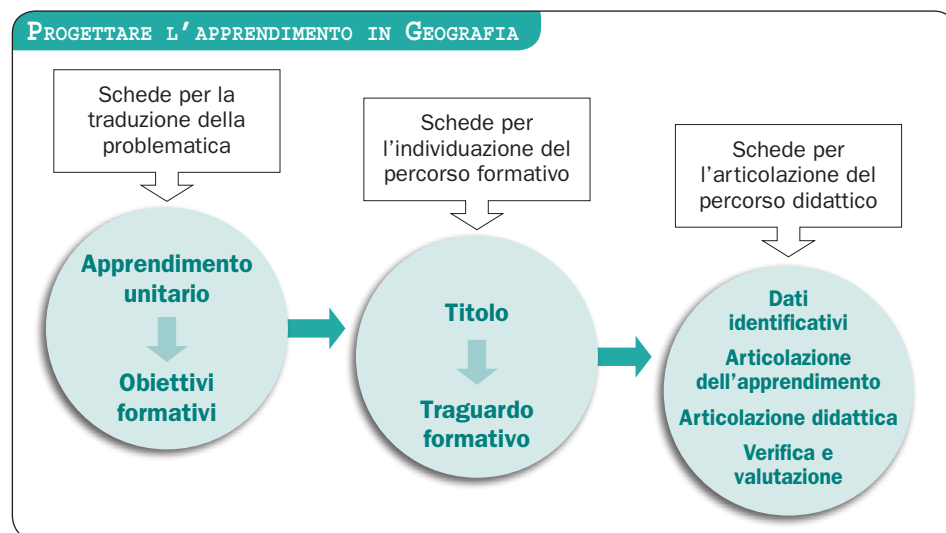 PROGETTARE L'APPRENDIMENTO IN GEOGRAFIA
Schede per la
traduzione della
problematica
Apprendimento
unitario
Obiettivi
formativi
Schede per
l'individuazione del
percorso formativo
Titolo
Traguardo
formativo
Schede per
l'articolazione del
percorso didattico
Dati
identificativi
Articolazione
dell'apprendimento
Articolazione didattica
Verifica e
valutazione